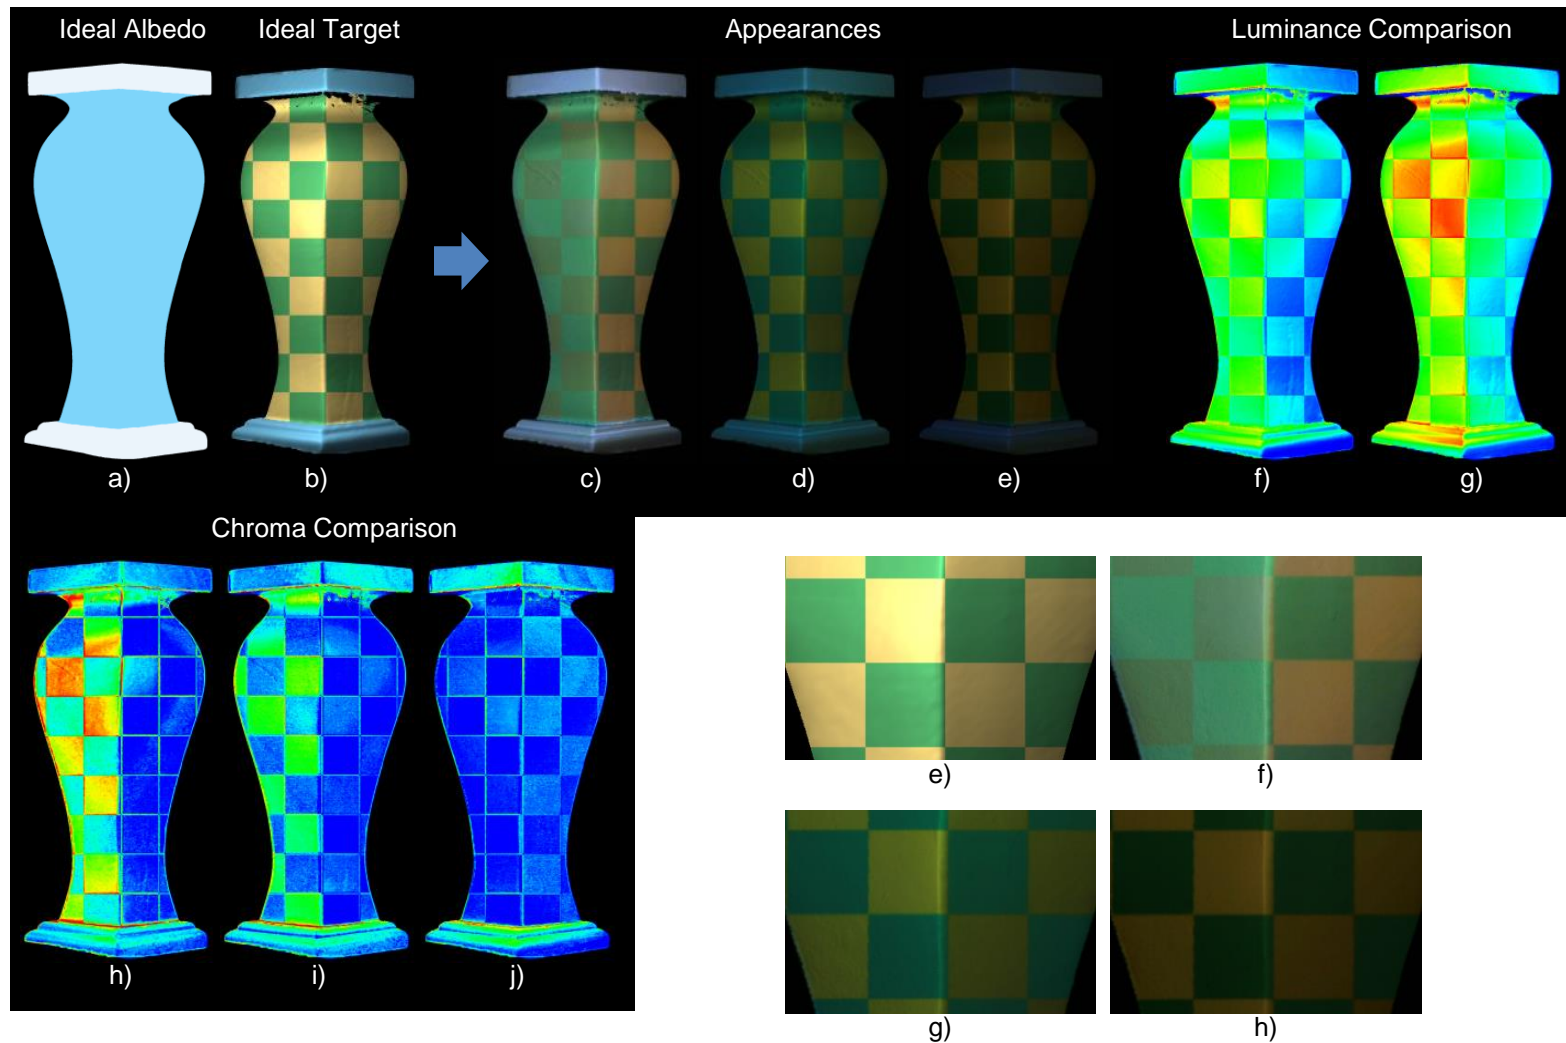 Ideal Albedo Ideal Target Appearances Luminance Comparison
a) b) c) d) e) f) g)
Chroma Comparison
h) i) j)
e) f)
g) h)